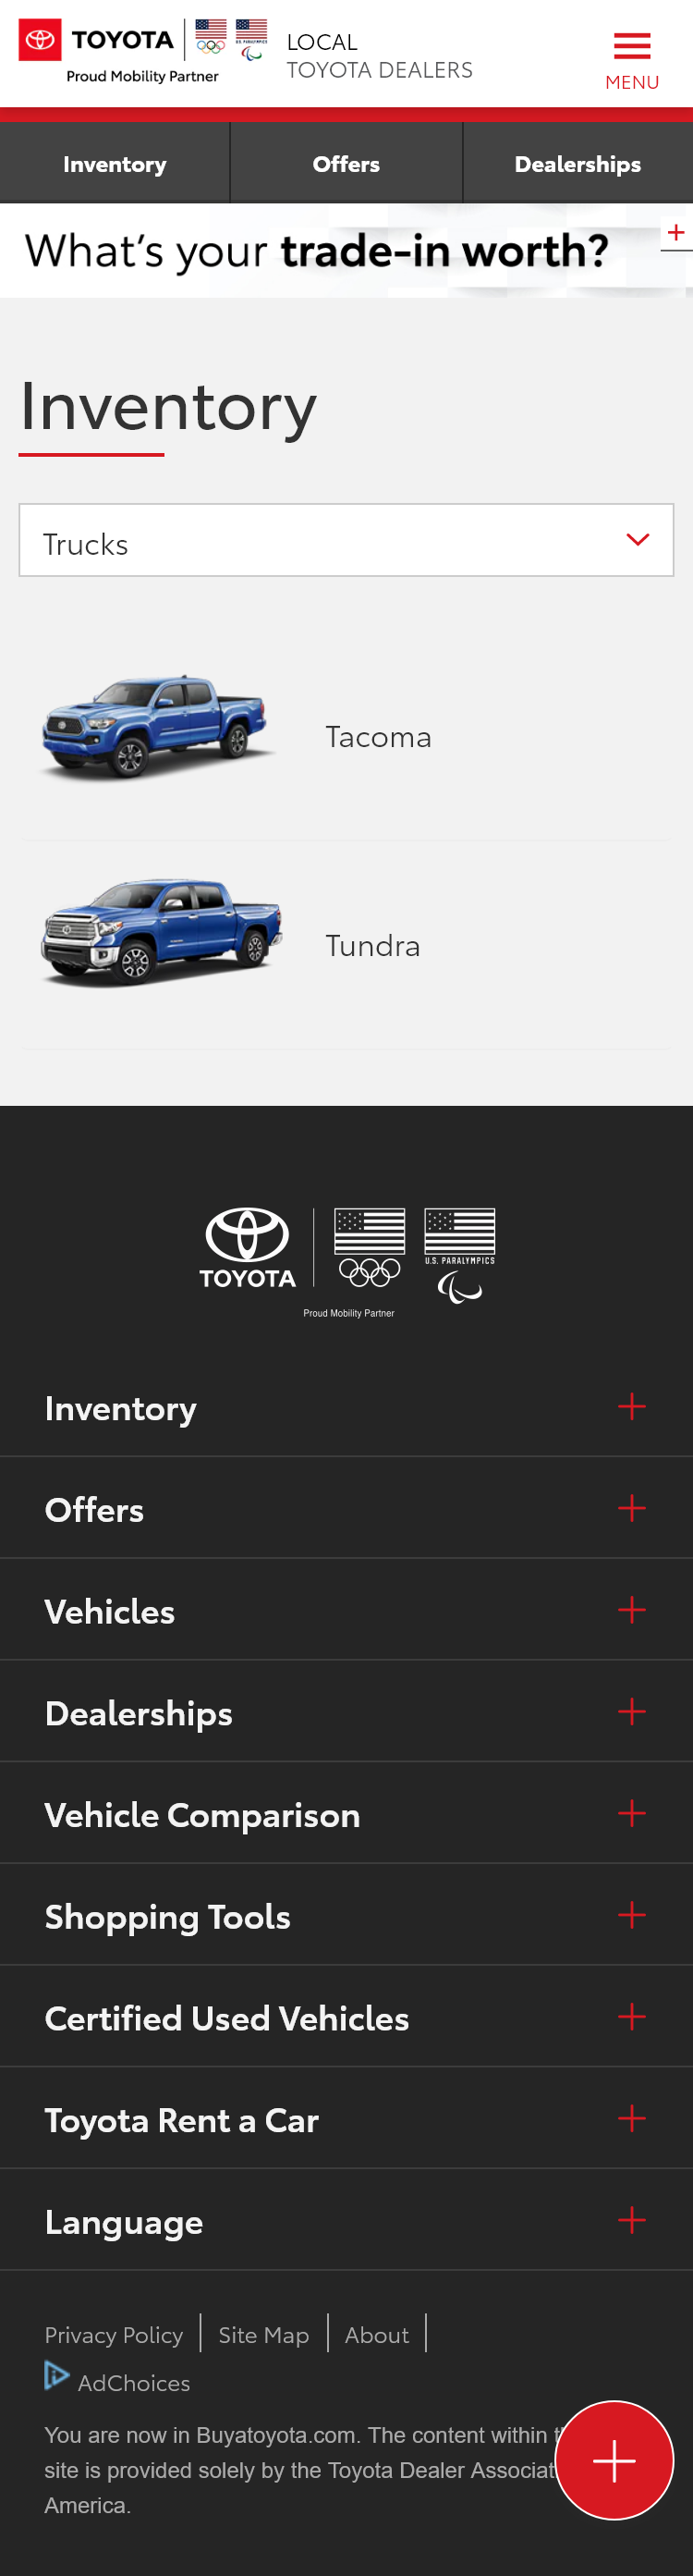 TOYOTA
Proud Mobility Partner
LOCAL
TOYOTA DEALERS
MENU
Inventory
Offers
Dealerships
What's your trade-in worth?
Inventory
Trucks
Tacoma
Tundra
TOYOTA
U.S. PARALYMPICS
Proud Mobility Partner
Inventory
Offers
Vehicles
Dealerships
Vehicle Comparison
Shopping Tools
Certified Used Vehicles
Toyota Rent a Car
Language
Privacy Policy
Site Map
About
AdChoices
You are now in Buyatoyota.com. The content within
site is provided solely by the Toyota Dealer
America.